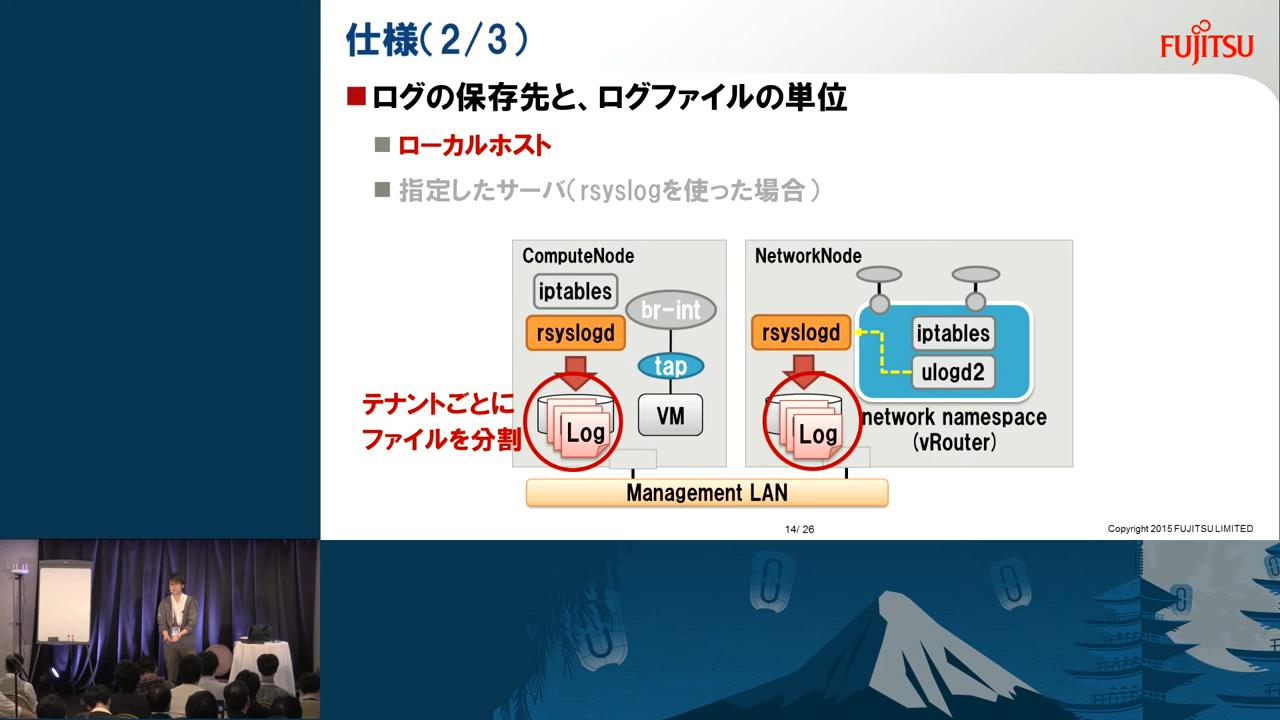 仕様(2/3)
FUJITSU
ログの保存先と、ログファイルの単位
ローカルホスト
指定したサーバ(rsyslogを使った場合)
ComputeNode
iptables
rsyslogd
br-int
tap
VM
Log
テナントごとに
ファイルを分割
NetworkNode
rsyslogd
iptables
ulogd2
Log
network namespace
(vRouter)
Management LAN
14/ 26
Copyright 2015 FUJITSU LIMITED